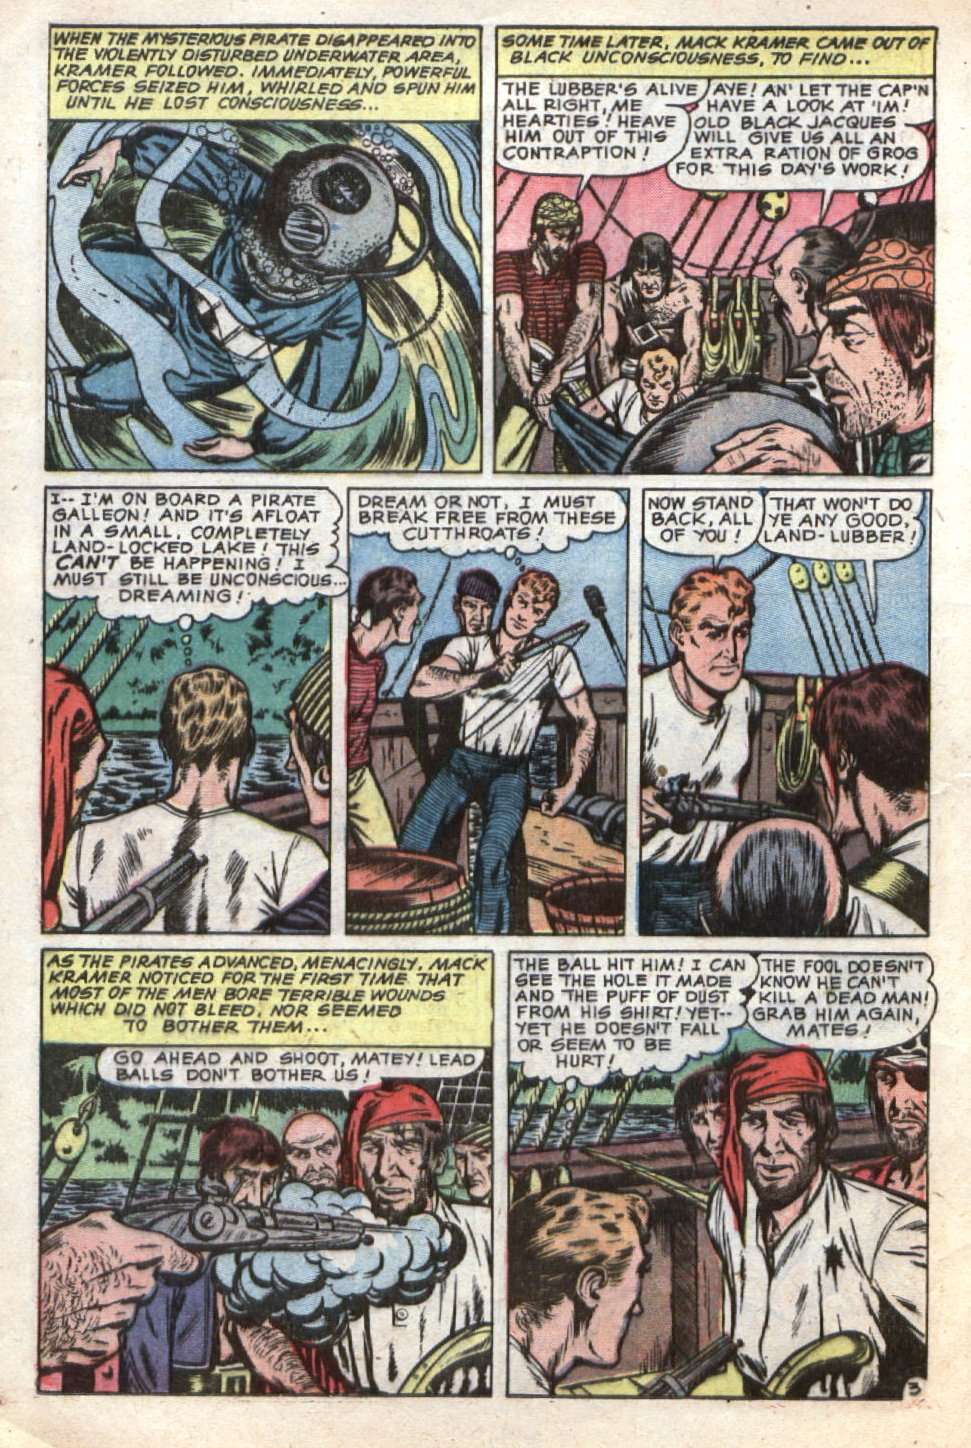 WHEN THE MYSTERIOUS PIRATE DISAPPEARED INTO
THE VIOLENTLY DISTURBED UNDERWATER AREA,
KRAMER FOLLOWED. IMMEDIATELY, POWERFUL
FORCES SEIZED HIM, WHIRLED AND SPUN HIM
UNTIL HE LOST CONSCIOUSNESS...
SOME TIME LATER, MACK KRAMER CAME OUT OF
BLACK UNCONSCIOUSNESS, TO FIND...
THE LUBBER'S ALIVE
ALL RIGHT, ME
HEARTIES! HEAVE
HIM OUT OF THIS
CONTRAPTION!
AYE! AN' LET THE CAP'N
HAVE A LOOK AT 'IM!
OLD BLACK JACQUES
WILL GIVE US ALL AN
EXTRA RATION OF GROG
FOR THIS DAY'S WORK!
I-- I'M ON BOARD A PIRATE
GALLEON! AND IT'S AFLOAT
IN A SMALL, COMPLETELY
LAND-LOCKED LAKE! THIS
CAN'T BE HAPPENING! I
MUST STILL BE UNCONSCIOUS...
DREAMING!
DREAM OR NOT, I MUST
BREAK FREE FROM THESE
CUTTHROATS!
NOW STAND
BACK, ALL
OF YOU!
THAT WON'T DO
YE ANY GOOD,
LAND-LUBBER!
AS THE PIRATES ADVANCED, MENACINGLY, MACK
KRAMER NOTICED FOR THE FIRST TIME THAT
MOST OF THE MEN BORE TERRIBLE WOUNDS
WHICH DID NOT BLEED, NOR SEEMED
TO BOTHER THEM...
GO AHEAD AND SHOOT, MATEY! LEAD
BALLS DON'T BOTHER US!
THE BALL HIT HIM! I CAN
SEE THE HOLE IT MADE
AND THE PUFF OF DUST
FROM HIS SHIRT! YET--
YET HE DOESN'T FALL
OR SEEM TO BE
HURT!
THE FOOL DOESN'T
KNOW HE CAN'T
KILL A DEAD MAN!
GRAB HIM AGAIN,
MATES!
3